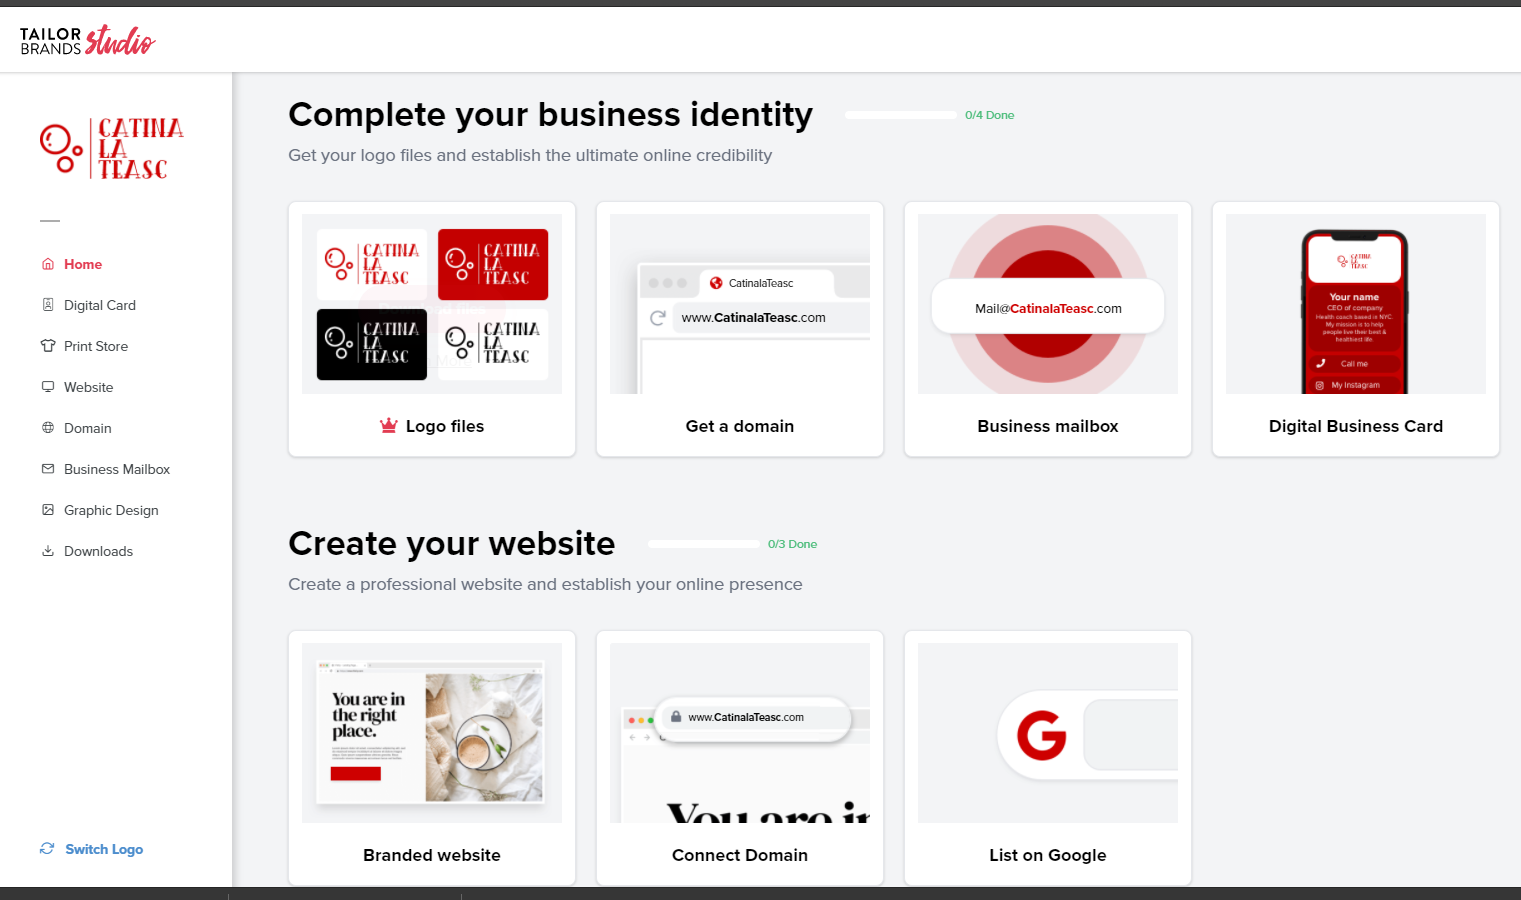 TAILOR
BRANDS studio
CATINA
LA
TEASC
Home
Digital Card
Print Store
Website
Domain
Business Mailbox
Graphic Design
Downloads
Switch Logo
Complete your business identity
0/4 Done
Get your logo files and establish the ultimate online credibility
CATINA
LA
TEASC
CATINA
LA
TEASC
CATINA
LA
TEASC
CATINA
LA
TEASC
Logo files
CatinalaTeasc
www.CatinalaTeasc.com
Get a domain
Mail@CatinalaTeasc.com
Business mailbox
CATINA
LA
TEASC
Your name
CEO of company
Health coach based in NYC.
My mission is to help
people live their best &
healthiest life.
Call me
My Instagram
Digital Business Card
Create your website
0/3 Done
Create a professional website and establish your online presence
You are in
the right
place.
Branded website
www.CatinalaTeasc.com
You are in
Connect Domain
G
List on Google